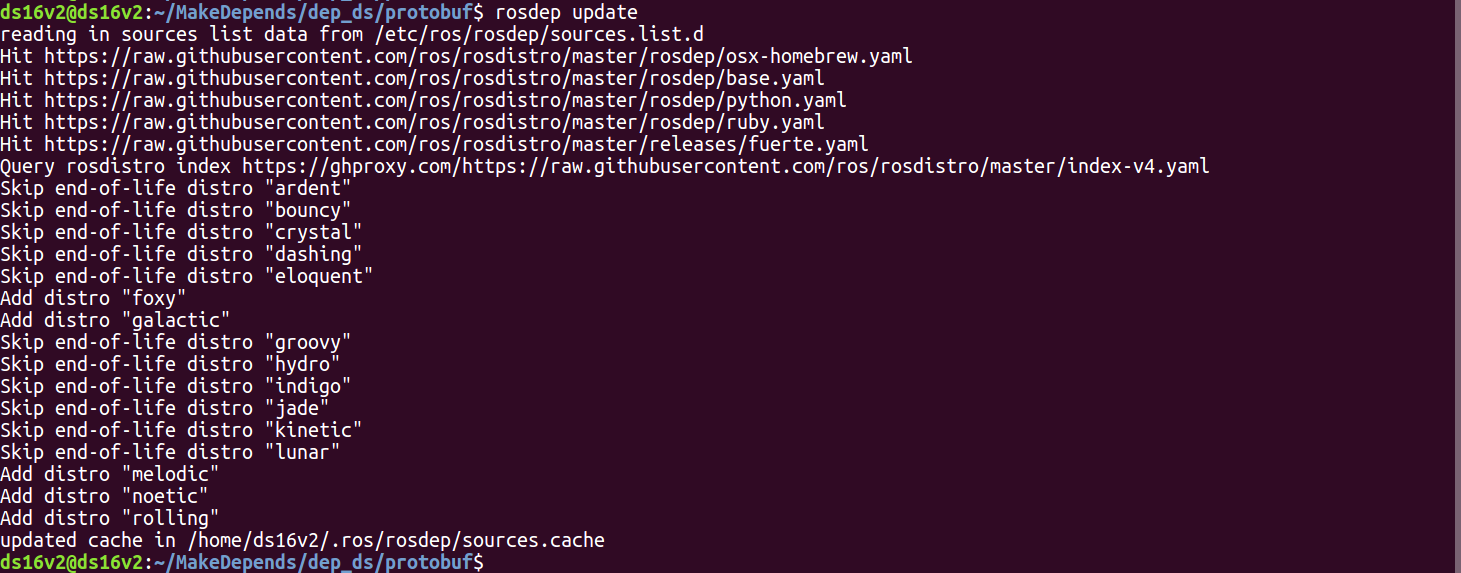 ds16v2@ds16v2:~/MakeDepends/dep_ds/protobuf$ rosdep update
reading in sources list data from /etc/ros/rosdep/sources.list.d
Hit https://raw.githubusercontent.com/ros/rosdistro/master/rosdep/osx-homebrew.yaml
Hit https://raw.githubusercontent.com/ros/rosdistro/master/rosdep/base.yaml
Hit https://raw.githubusercontent.com/ros/rosdistro/master/rosdep/python.yaml
Hit https://raw.githubusercontent.com/ros/rosdistro/master/rosdep/ruby.yaml
Hit https://raw.githubusercontent.com/ros/rosdistro/master/releases/fuerte.yaml
Query rosdistro index https://ghproxy.com/https://raw.githubusercontent.com/ros/rosdistro/master/index-v4.yaml
Skip end-of-life distro "ardent"
Skip end-of-life distro "bouncy"
Skip end-of-life distro "crystal"
Skip end-of-life distro "dashing"
Skip end-of-life distro "eloquent"
Add distro "foxy"
Add distro "galactic"
Skip end-of-life distro "groovy"
Skip end-of-life distro "hydro"
Skip end-of-life distro "indigo"
Skip end-of-life distro "jade"
Skip end-of-life distro "kinetic"
Skip end-of-life distro "lunar"
Add distro "melodic"
Add distro "noetic"
Add distro "rolling"
updated cache in /home/ds16v2/.ros/rosdep/sources.cache
ds16v2@ds16v2:~/MakeDepends/dep_ds/protobuf$